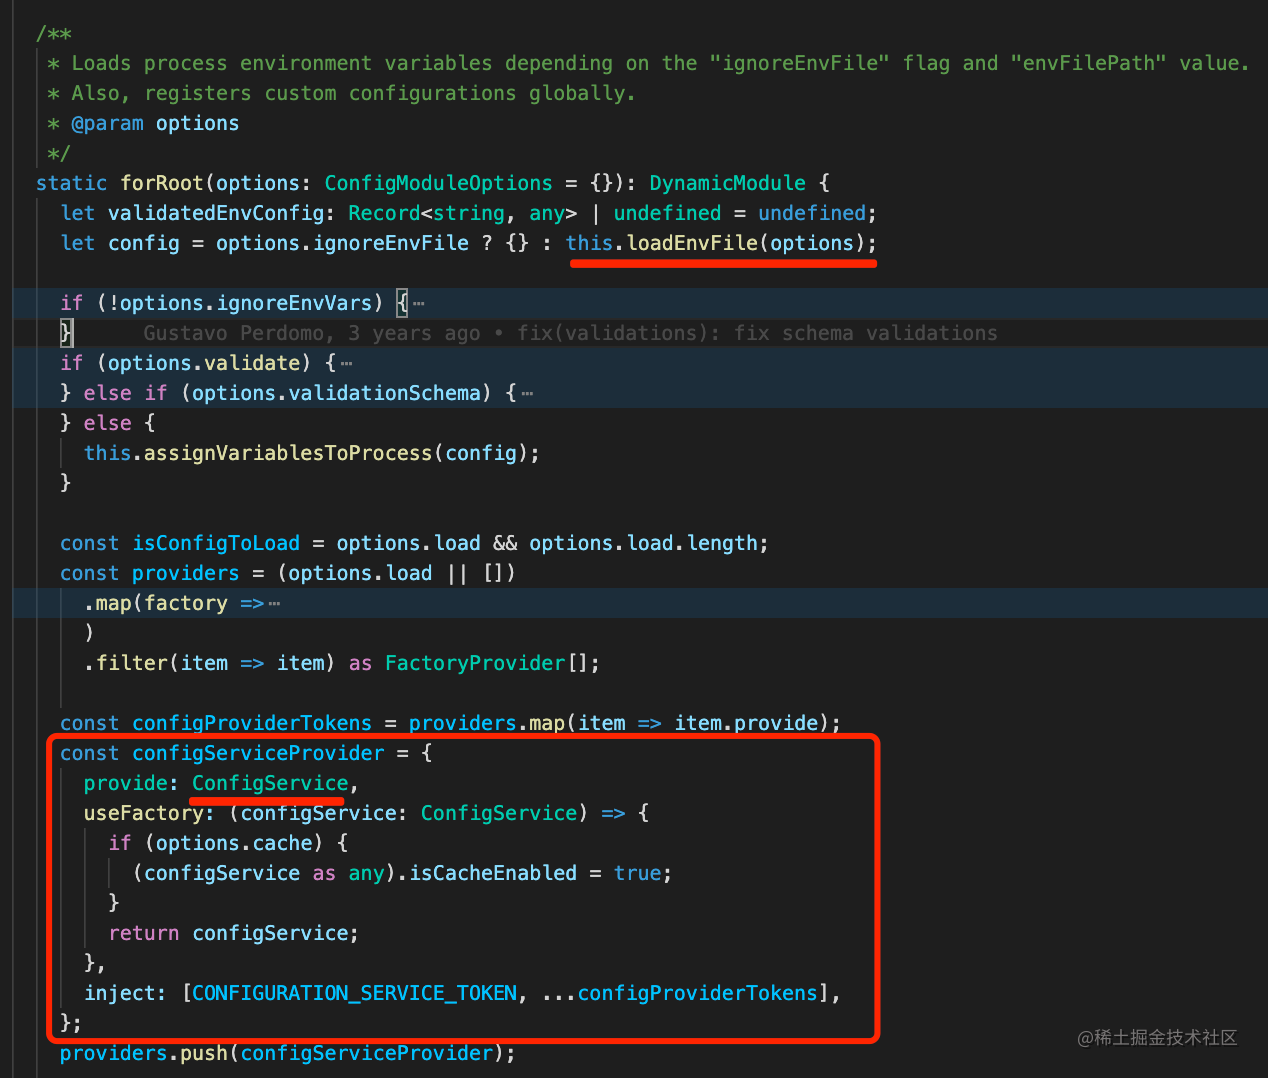 /**
 * Loads process environment variables depending on the "ignoreEnvFile" flag and "envFilePath" value.
 * Also, registers custom configurations globally.
 * @param options
 */
static forRoot(options: ConfigModuleOptions = {}): DynamicModule {
  let validatedEnvConfig: Record<string, any> | undefined = undefined;
  let config = options.ignoreEnvFile ? {} : this.loadEnvFile(options);
  if (!options.ignoreEnvVars) {⋯
  }      Gustavo Perdomo, 3 years ago • fix(validations): fix schema validations
  if (options.validate) {⋯
  } else if (options.validationSchema) {⋯
  } else {
    this.assignVariablesToProcess(config);
  }
  const isConfigToLoad = options.load && options.load.length;
  const providers = (options.load || [])
    .map(factory =>⋯
    )
    .filter(item => item) as FactoryProvider[];
  const configProviderTokens = providers.map(item => item.provide);
  const configServiceProvider = {
    provide: ConfigService,
    useFactory: (configService: ConfigService) => {
      if (options.cache) {
        (configService as any).isCacheEnabled = true;
      }
      return configService;
    },
    inject: [CONFIGURATION_SERVICE_TOKEN, ...configProviderTokens],
  };
  providers.push(configServiceProvider);
@稀土掘金技术社区